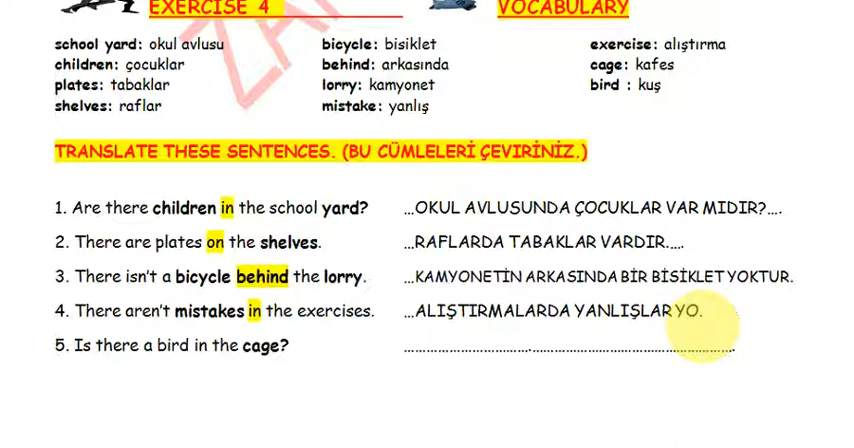 EXERCISE 4
VOCABULARY
school yard: okul avlusu
bicycle: bisiklet
exercise: alıştırma
children: çocuklar
behind: arkasında
cage: kafes
plates: tabaklar
lorry: kamyonet
bird : kuş
shelves: raflar
mistake: yanlış
TRANSLATE THESE SENTENCES. (BU CÜMLELERİ ÇEVİRİNİZ.)
1. Are there children in the school yard? ...OKUL AVLUSUNDA ÇOCUKLAR VAR MIDIR?....
2. There are plates on the shelves. ...RAFLARDA TABAKLAR VARDIR.....
3. There isn't a bicycle behind the lorry. ...KAMYONETİN ARKASINDA BİR BİSİKLET YOKTUR.
4. There aren't mistakes in the exercises. ...ALIŞTIRMALARDA YANLIŞLAR YO.
5. Is there a bird in the cage?